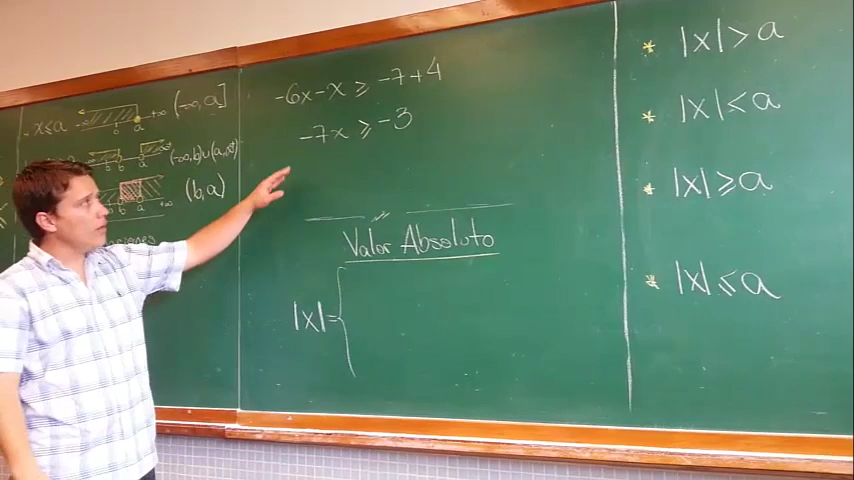 -x≤a -∞ b a +∞ (-∞,a]
b a (-∞,b)∪(a,+∞)
b b a +∞ (b,a)
-6x-x ≥ -7+4
-7x ≥ -3
Valor Absoluto
|x|=
* |x|>a
* |x|<a
* |x|≥a
* |x|≤a